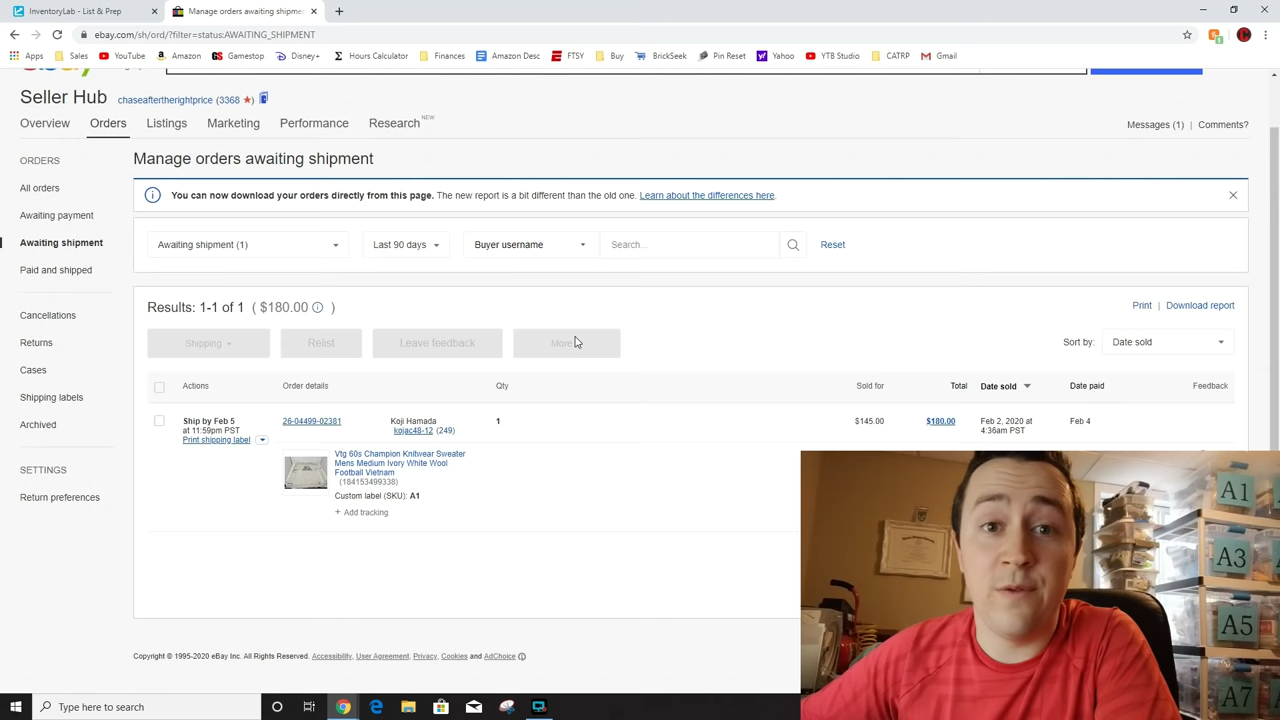 InventoryLab - List & Prep
Manage orders awaiting shipmen
ebay.com/sh/ord/?filter=status:AWAITING_SHIPMENT
Apps Sales YouTube Amazon Gamestop Disney+ Hours Calculator Finances Amazon Desc FTSY Buy BrickSeek Pin Reset Yahoo YTB Studio CATRP Gmail
Seller Hub chaseaftertherightprice (3368 ★)
Overview Orders Listings Marketing Performance Research NEW
Messages (1) | Comments?
ORDERS
All orders
Awaiting payment
Awaiting shipment
Paid and shipped
Cancellations
Returns
Cases
Shipping labels
Archived
SETTINGS
Return preferences
Manage orders awaiting shipment
You can now download your orders directly from this page. The new report is a bit different than the old one. Learn about the differences here.
Awaiting shipment (1) Last 90 days Buyer username Search... Reset
Results: 1-1 of 1 ( $180.00 )
Print | Download report
Shipping Relist Leave feedback More
Sort by: Date sold
Actions Order details Qty Sold for Total Date sold Date paid Feedback
Ship by Feb 5
at 11:59pm PST
Print shipping label
26-04499-02381
Koji Hamada
kojac48-12 (249)
1
$145.00
$180.00
Feb 2, 2020 at
4:36am PST
Feb 4
Vtg 60s Champion Knitwear Sweater
Mens Medium Ivory White Wool
Football Vietnam
(184153499338)
Custom label (SKU): A1
+ Add tracking
Copyright © 1995-2020 eBay Inc. All Rights Reserved. Accessibility, User Agreement, Privacy, Cookies and AdChoice
A1
A3
A5
A7
Type here to search